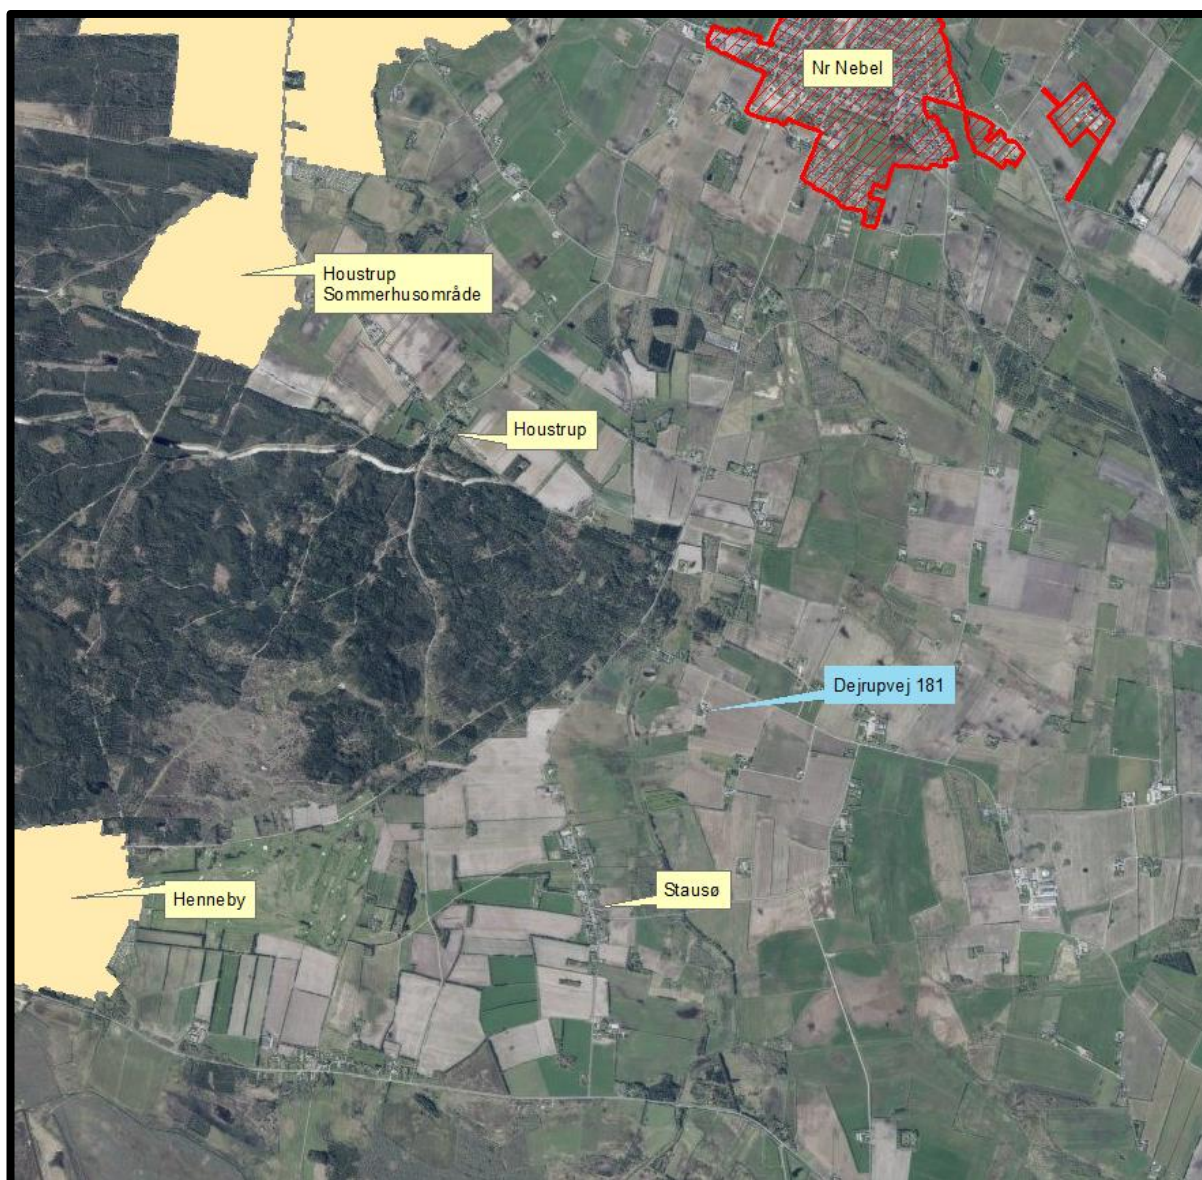 Nr Nebel
Houstrup
Sommerhusområde
Houstrup
Dejrupvej 181
Stausø
Henneby